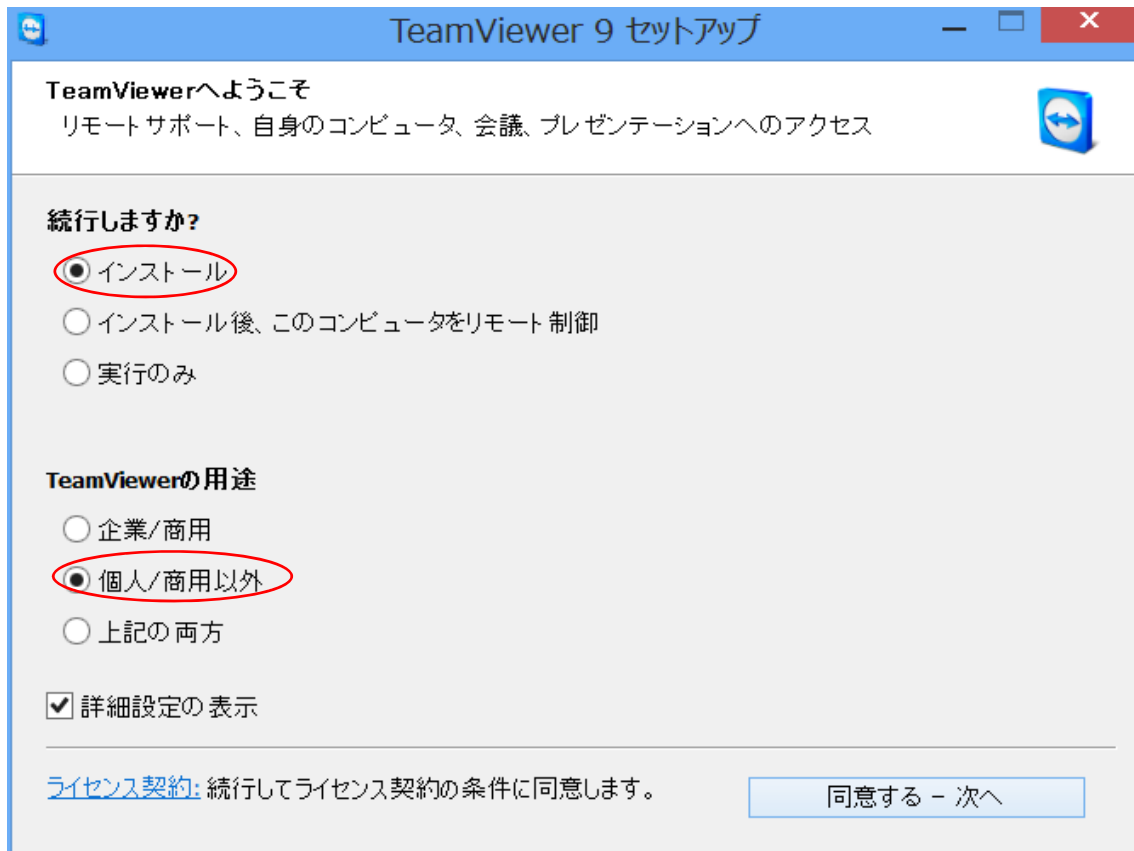 TeamViewer 9 セットアップ
TeamViewerへようこそ
リモートサポート、自身のコンピュータ、会議、プレゼンテーションへのアクセス
続行しますか?
インストール
インストール後、このコンピュータをリモート制御
実行のみ
TeamViewerの用途
企業/商用
個人/商用以外
上記の両方
詳細設定の表示
ライセンス契約: 続行してライセンス契約の条件に同意します。
同意する - 次へ